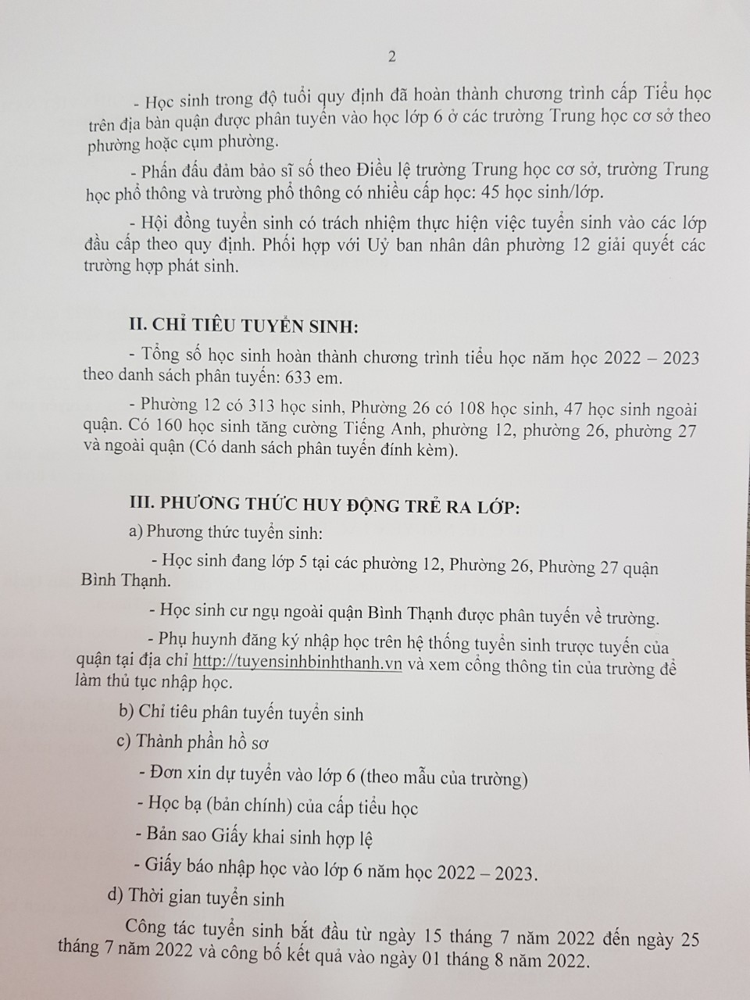 2
- Học sinh trong độ tuổi quy định đã hoàn thành chương trình cấp Tiểu học
trên địa bàn quận được phân tuyến vào học lớp 6 ở các trường Trung học cơ sở theo
phường hoặc cụm phường.
- Phấn đấu đảm bảo sĩ số theo Điều lệ trường Trung học cơ sở, trường Trung
học phổ thông và trường phổ thông có nhiều cấp học: 45 học sinh/lớp.
- Hội đồng tuyển sinh có trách nhiệm thực hiện việc tuyển sinh vào các lớp
đầu cấp theo quy định. Phối hợp với Uỷ ban nhân dân phường 12 giải quyết các
trường hợp phát sinh.
II. CHỈ TIÊU TUYỂN SINH:
- Tổng số học sinh hoàn thành chương trình tiểu học năm học 2022 – 2023
theo danh sách phân tuyến: 633 em.
- Phường 12 có 313 học sinh, Phường 26 có 108 học sinh, 47 học sinh ngoài
quận. Có 160 học sinh tăng cường Tiếng Anh, phường 12, phường 26, phường 27
và ngoài quận (Có danh sách phân tuyến đính kèm).
III. PHƯƠNG THỨC HUY ĐỘNG TRẺ RA LỚP:
a) Phương thức tuyển sinh:
- Học sinh đang lớp 5 tại các phường 12, Phường 26, Phường 27 quận
Bình Thạnh.
- Học sinh cư ngụ ngoài quận Bình Thạnh được phân tuyến về trường.
- Phụ huynh đăng ký nhập học trên hệ thống tuyển sinh trược tuyến của
quận tại địa chỉ http://tuyensinhbinhthanh.vn và xem cổng thông tin của trường để
làm thủ tục nhập học.
b) Chỉ tiêu phân tuyến tuyển sinh
c) Thành phần hồ sơ
- Đơn xin dự tuyển vào lớp 6 (theo mẫu của trường)
- Học bạ (bản chính) của cấp tiểu học
- Bản sao Giấy khai sinh hợp lệ
- Giấy báo nhập học vào lớp 6 năm học 2022 – 2023.
d) Thời gian tuyển sinh
Công tác tuyển sinh bắt đầu từ ngày 15 tháng 7 năm 2022 đến ngày 25
tháng 7 năm 2022 và công bố kết quả vào ngày 01 tháng 8 năm 2022.